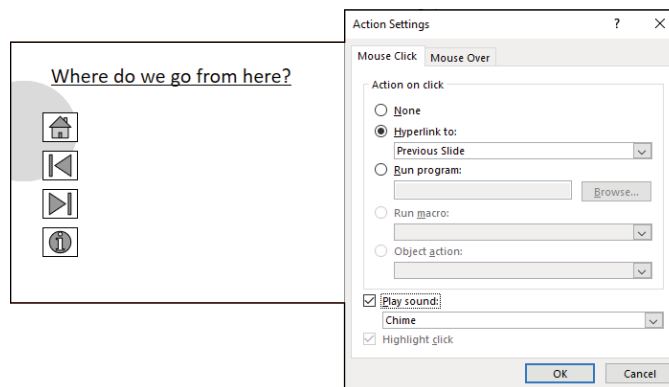 Where do we go from here?
Action Settings
?
Mouse Click
Mouse Over
Action on click
None
Hyperlink to:
Previous Slide
Run program:
Browse...
Run macro:
Object action:
Play sound:
Chime
Highlight click
OK
Cancel